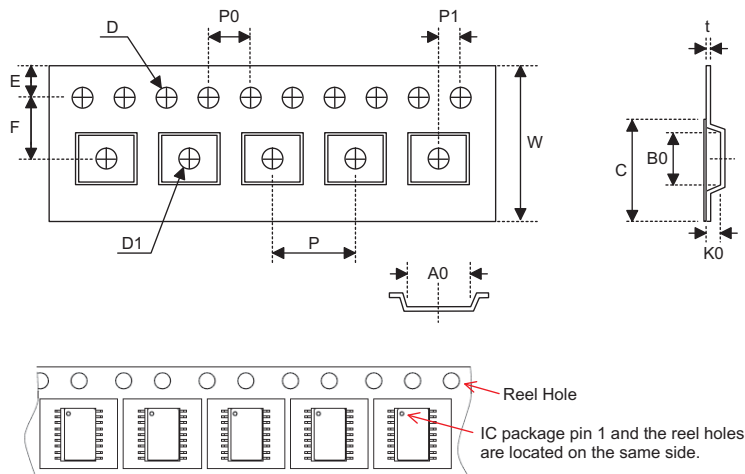 D
P0
P1
t
E
F
W
C
B0
D1
P
K0
A0
Reel Hole
IC package pin 1 and the reel holes
are located on the same side.